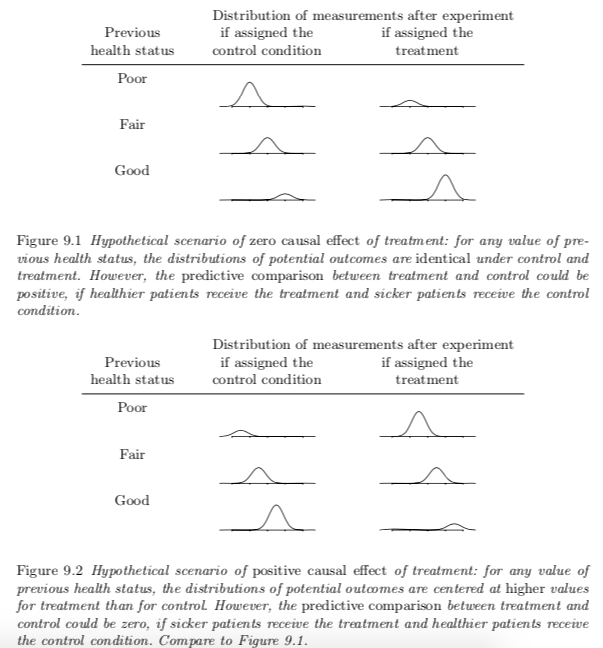 Distribution of measurements after experiment
Previous if assigned the if assigned the
health status control condition treatment
Poor
Fair
Good
Figure 9.1 Hypothetical scenario of zero causal effect of treatment: for any value of pre-
vious health status, the distributions of potential outcomes are identical under control and
treatment. However, the predictive comparison between treatment and control could be
positive, if healthier patients receive the treatment and sicker patients receive the control
condition.
Distribution of measurements after experiment
Previous if assigned the if assigned the
health status control condition treatment
Poor
Fair
Good
Figure 9.2 Hypothetical scenario of positive causal effect of treatment: for any value of
previous health status, the distributions of potential outcomes are centered at higher values
for treatment than for control. However, the predictive comparison between treatment and
control could be zero, if sicker patients receive the treatment and healthier patients receive
the control condition. Compare to Figure 9.1.